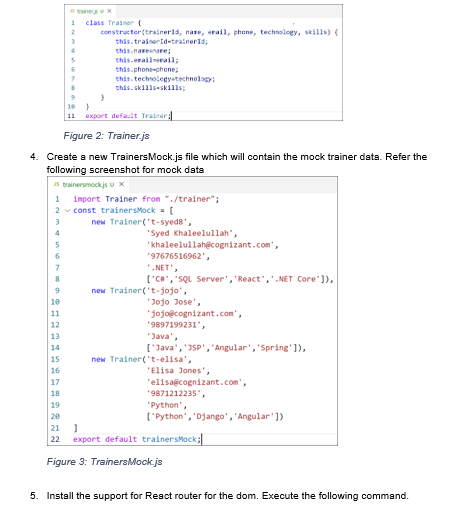 trainer.js U X
1 class Trainer {
2 constructor(trainerId, name, email, phone, technology, skills) {
3 this.trainerId=trainerId;
4 this.name=name;
5 this.email=email;
6 this.phone=phone;
7 this.technology=technology;
8 this.skills=skills;
9 }
10 }
11 export default Trainer;
Figure 2: Trainer.js
4. Create a new TrainersMock.js file which will contain the mock trainer data. Refer the
following screenshot for mock data
JS trainersmock.js U X
1 import Trainer from "./trainer";
2 const trainersMock = [
3 new Trainer('t-syed8',
4 'Syed Khaleelullah',
5 'khaleelullah@cognizant.com',
6 '97676516962',
7 '.NET',
8 ['C#','SQL Server','React','.NET Core']),
9 new Trainer('t-jojo',
10 'Jojo Jose',
11 'jojo@cognizant.com',
12 '9897199231',
13 'Java',
14 ['Java','JSP','Angular','Spring']),
15 new Trainer('t-elisa',
16 'Elisa Jones',
17 'elisa@cognizant.com',
18 '9871212235',
19 'Python',
20 ['Python','Django','Angular'])
21 ]
22 export default trainersMock;
Figure 3: TrainersMock.js
5. Install the support for React router for the dom. Execute the following command.